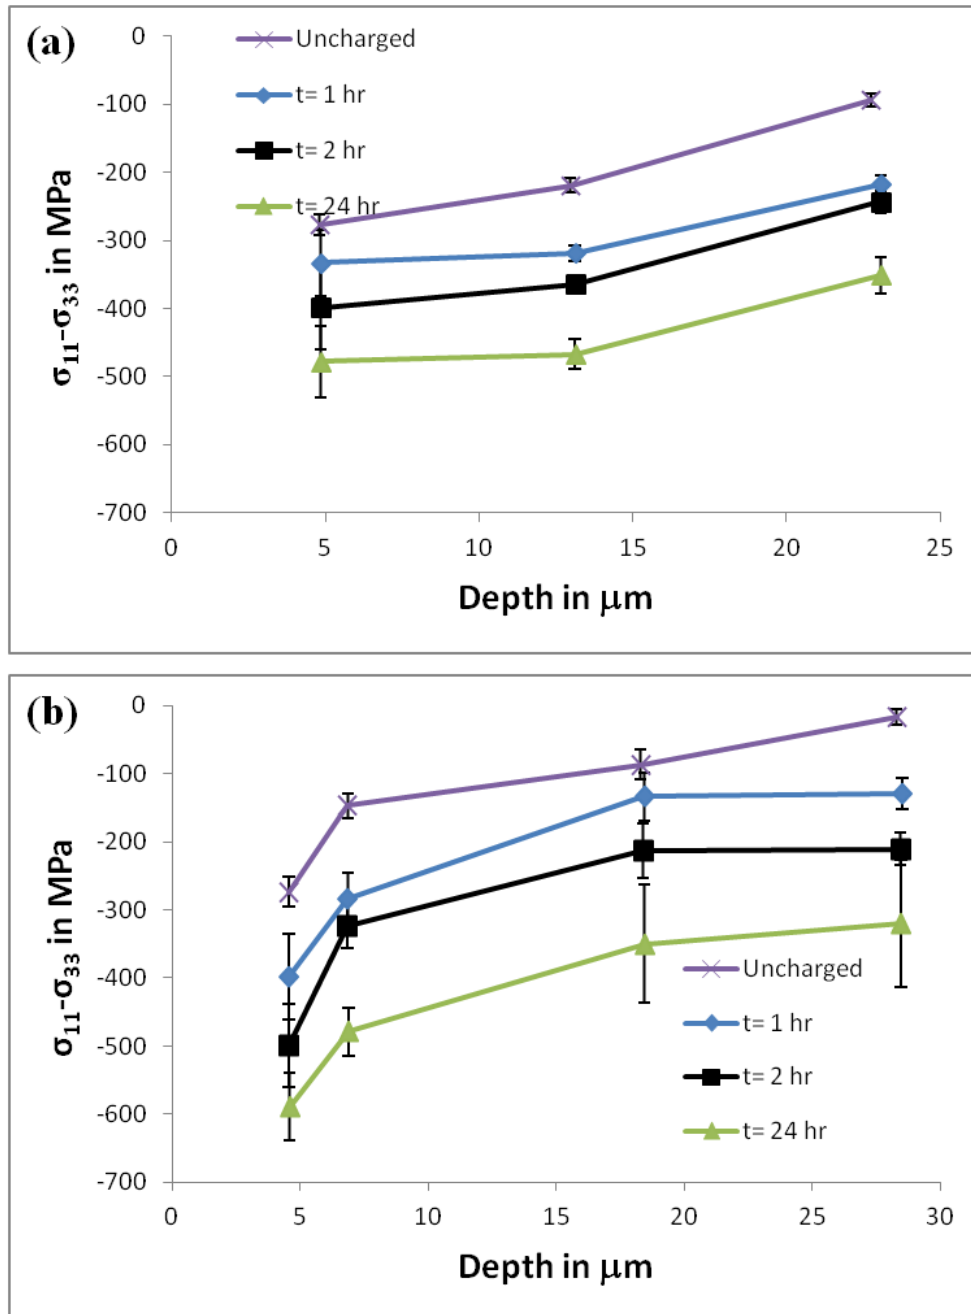 (a)
Uncharged
t= 1 hr
t= 2 hr
t= 24 hr
0
-100
-200
-300
-400
-500
-600
-700
σ11-σ33 in MPa
0 5 10 15 20 25
Depth in μm
(b)
0
-100
-200
-300
-400
-500
-600
-700
σ11-σ33 in MPa
Uncharged
t= 1 hr
t= 2 hr
t= 24 hr
0 5 10 15 20 25 30
Depth in μm